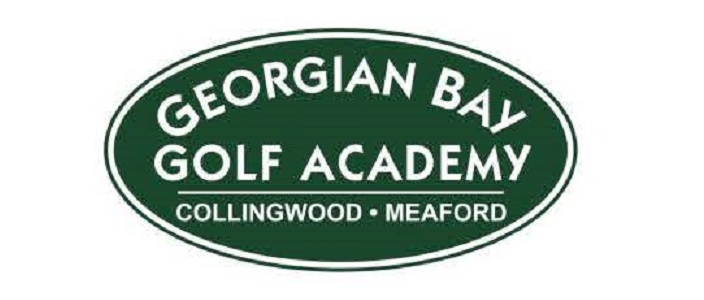 GEORGIAN BAY
GOLF ACADEMY
COLLINGWOOD • MEAFORD